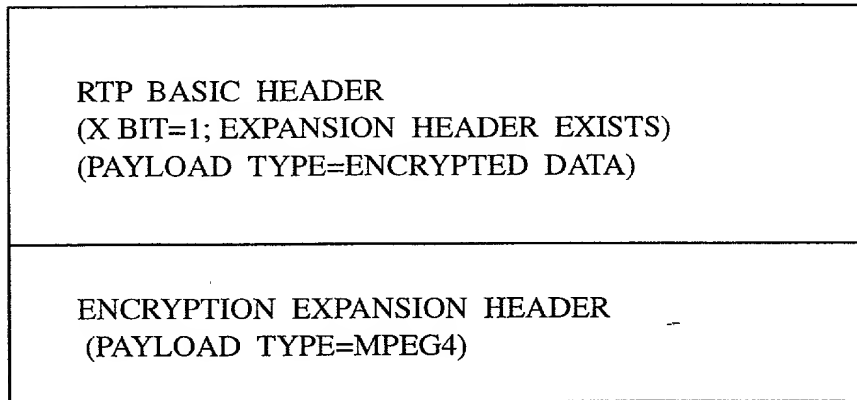 RTP BASIC HEADER
(X BIT=1; EXPANSION HEADER EXISTS)
(PAYLOAD TYPE=ENCRYPTED DATA)
ENCRYPTION EXPANSION HEADER
(PAYLOAD TYPE=MPEG4)